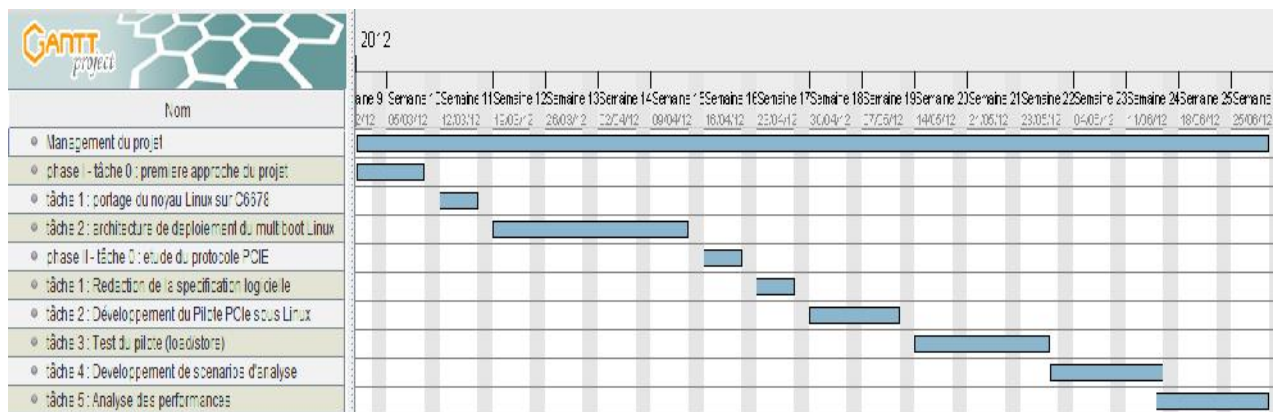 GANTT
project
2012
Nom
ane 9 Semaine 1 Semaine 11 Semaine 12 Semaine 13 Semaine 14 Semaine 15 Semaine 16 Semaine 17 Semaine 18 Semaine 19 Semaine 20 Semaine 21 Semaine 22 Semaine 23 Semaine 24 Semaine 25 Semaine
2/12 05/03/12 12/03/12 19/03/12 26/03/12 02/04/12 09/04/12 16/04/12 23/04/12 30/04/12 07/05/12 14/05/12 21/05/12 28/05/12 04/06/12 11/06/12 18/06/12 25/06/12
Management du projet
phase I - tâche 0 : premiere approche du projet
tâche 1 : portage du noyau Linux sur C6678
tâche 2 : architecture de deploiement du multiboot Linux
phase II - tâche 0 : etude du protocole PCIE
tâche 1 : Redaction de la specification logicielle
tâche 2 : Développement du Pilote PCIe sous Linux
tâche 3 : Test du pilote (load/store)
tâche 4 : Developpement de scenarios d'analyse
tâche 5 : Analyse des performances